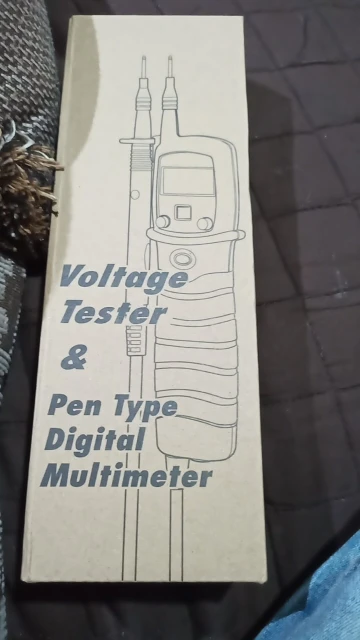 Voltage
Tester
&
Pen Type
Digital
Multimeter